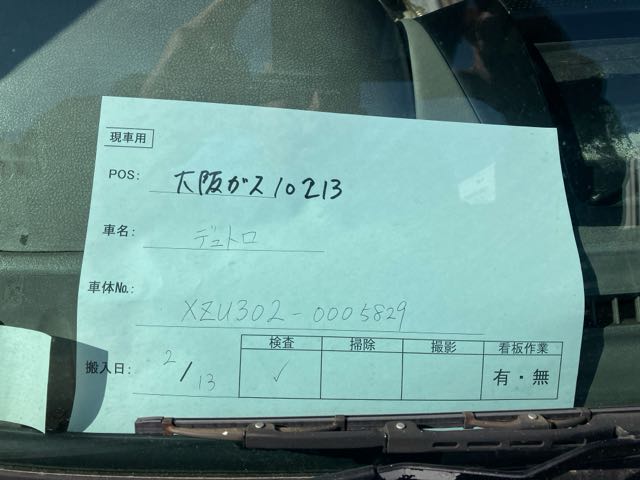 現車用
POS: 大阪ガス10213
車名: デュトロ
車体No.: XZU302-0005829
検査 掃除 撮影 看板作業
搬入日: 2/13 ✓ 有・無